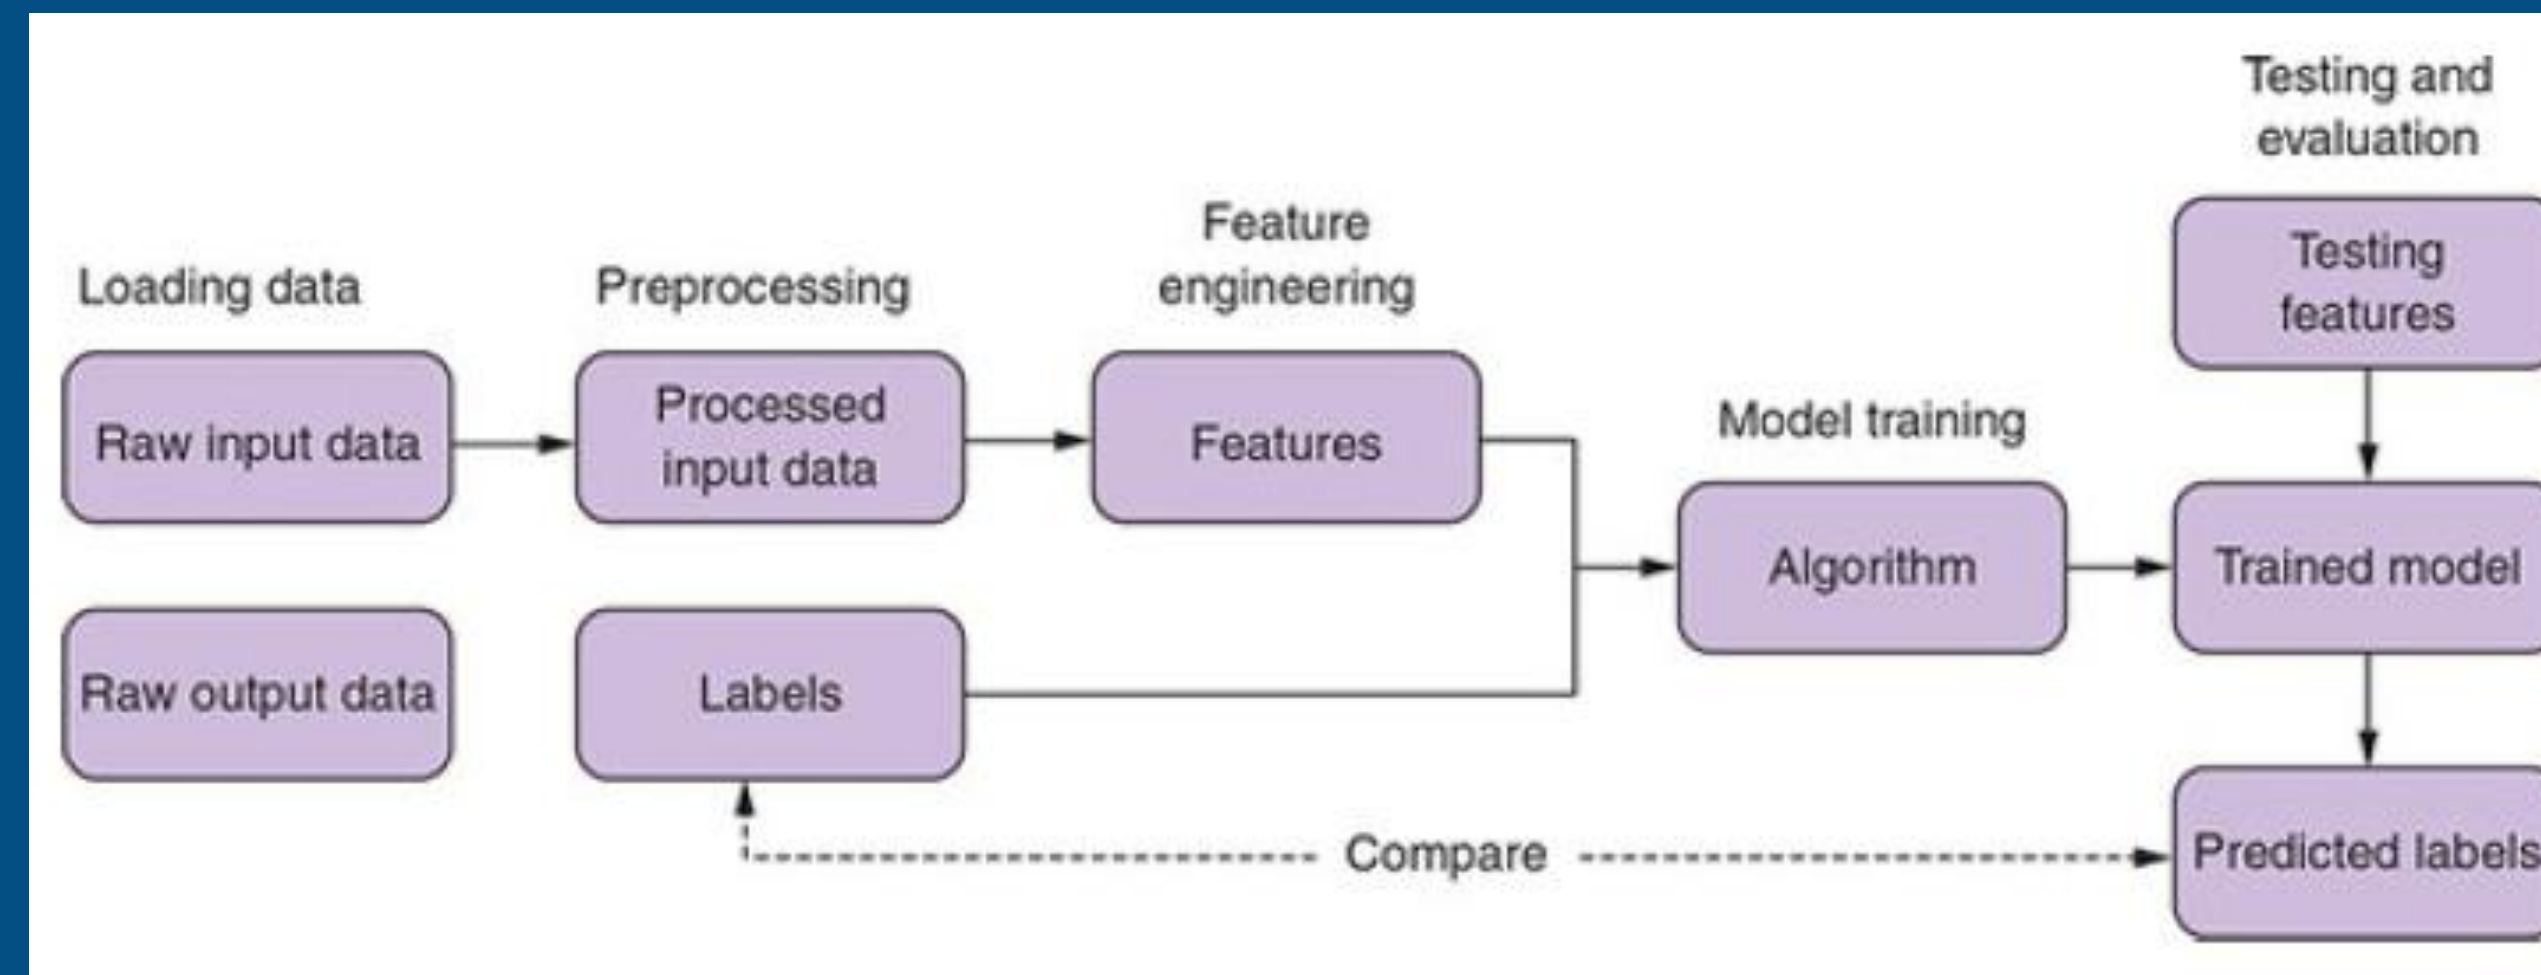 Testing and
evaluation
Feature
engineering
Loading data
Preprocessing
Testing
features
Raw input data
Processed
input data
Features
Model training
Algorithm
Trained model
Raw output data
Labels
Compare
Predicted labels